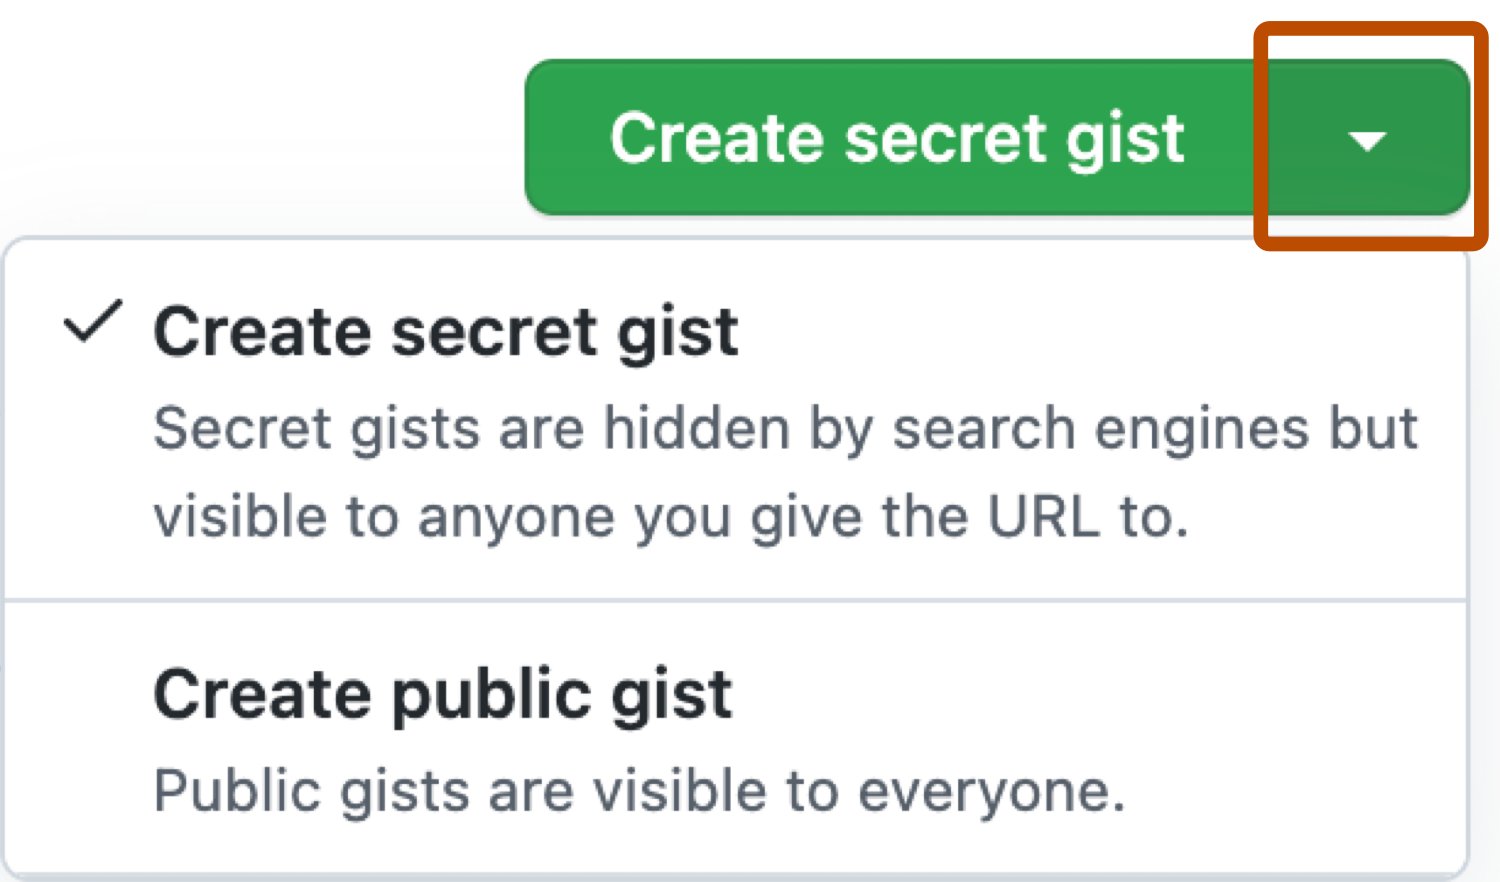 Create secret gist
Create secret gist
Secret gists are hidden by search engines but
visible to anyone you give the URL to.
Create public gist
Public gists are visible to everyone.